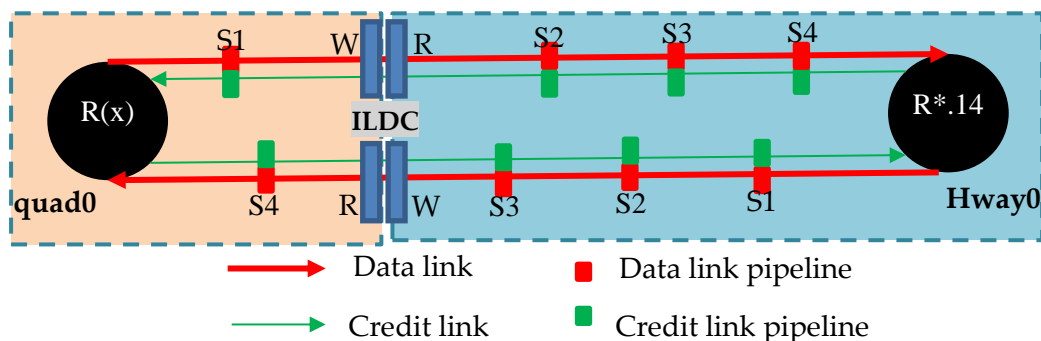 S1
W
R
S2
S3
S4
R(x)
ILDC
R*.14
quad0
S4
R
W
S3
S2
S1
Hway0
Data link
Data link pipeline
Credit link
Credit link pipeline